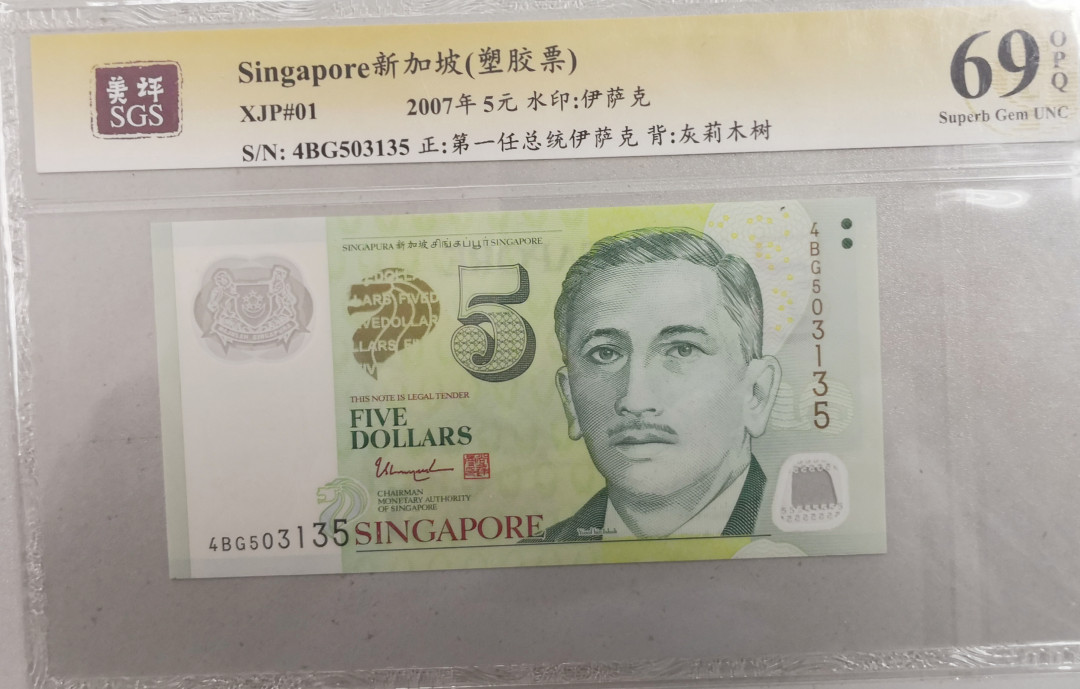 美评
SGS
Singapore新加坡(塑胶票)
XJP#01 2007年 5元 水印:伊萨克
S/N: 4BG503135 正:第一任总统伊萨克 背:灰莉木树
69
OPQ
Superb Gem UNC
SINGAPURA 新加坡 சிங்கப்பூர் SINGAPORE
5
4BG503135
THIS NOTE IS LEGAL TENDER
FIVE
DOLLARS
CHAIRMAN
MONETARY AUTHORITY
OF SINGAPORE
4BG503135
SINGAPORE